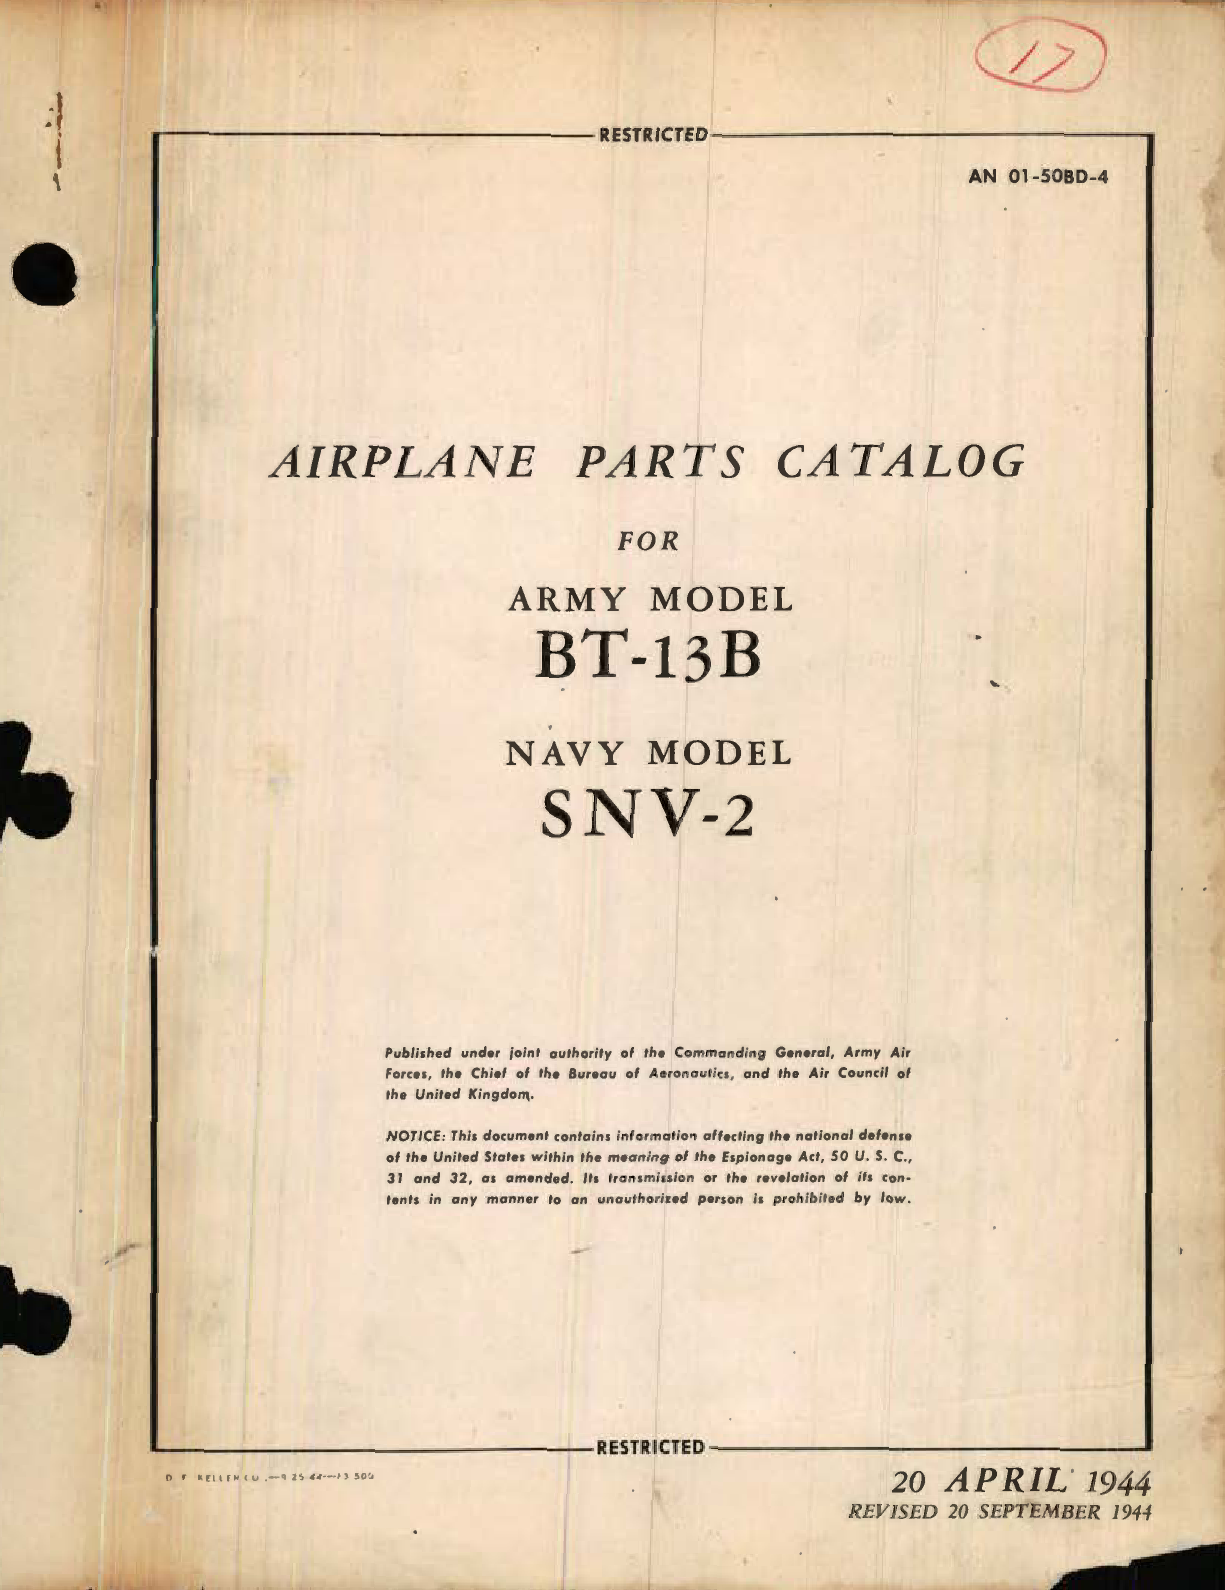 17
RESTRICTED
AN 01-50BD-4
AIRPLANE PARTS CATALOG
FOR
ARMY MODEL
BT-13B
NAVY MODEL
SNV-2
Published under joint authority of the Commanding General, Army Air
Forces, the Chief of the Bureau of Aeronautics, and the Air Council of
the United Kingdom.
NOTICE: This document contains information affecting the national defense
of the United States within the meaning of the Espionage Act, 50 U. S. C.,
31 and 32, as amended. Its transmission or the revelation of its con-
tents in any manner to an unauthorized person is prohibited by law.
RESTRICTED
20 APRIL 1944
REVISED 20 SEPTEMBER 1944